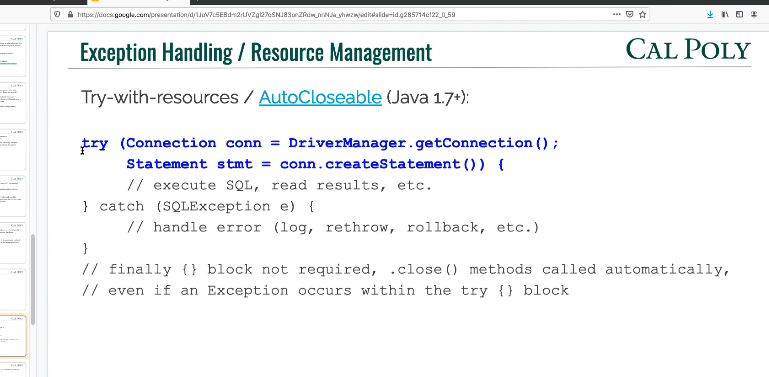 Exception Handling / Resource Management
CAL POLY
Try-with-resources / AutoCloseable (Java 1.7+):
try (Connection conn = DriverManager.getConnection();
Statement stmt = conn.createStatement()) {
// execute SQL, read results, etc.
} catch (SQLException e) {
// handle error (log, rethrow, rollback, etc.)
}
// finally {} block not required, .close() methods called automatically,
// even if an Exception occurs within the try {} block